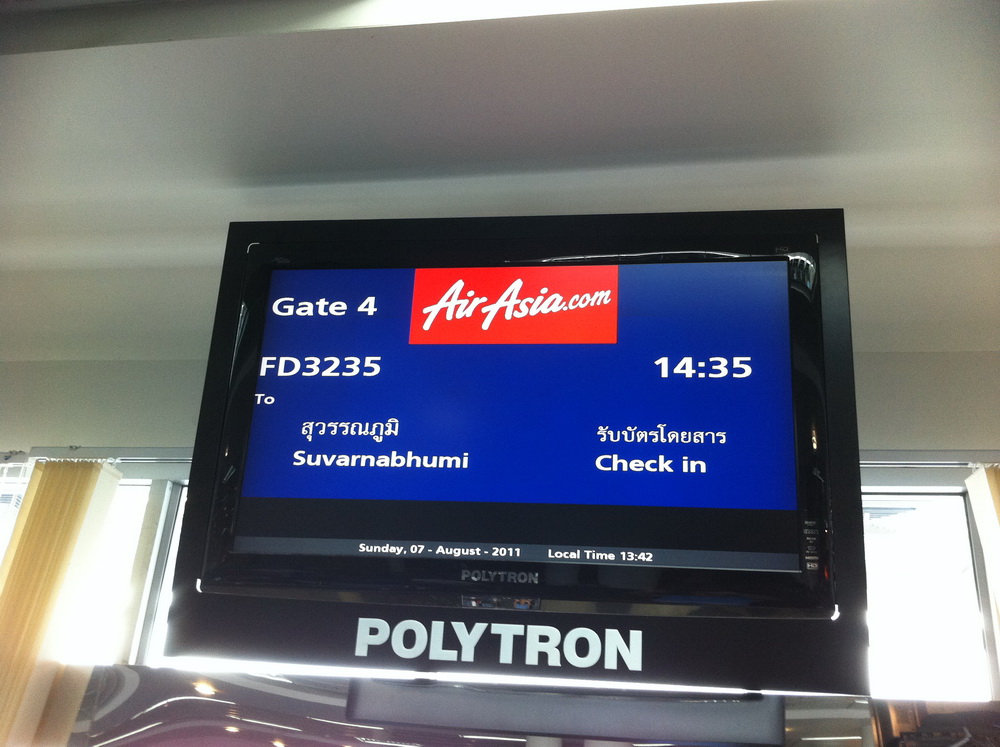 Gate 4
AirAsia.com
FD3235
14:35
To
สุวรรณภูมิ
Suvarnabhumi
รับบัตรโดยสาร
Check in
Sunday, 07 - August - 2011 Local Time 13:42
POLYTRON
POLYTRON